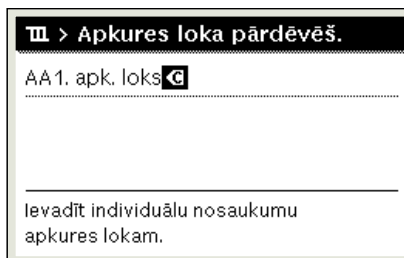 > Apkures loka pārdēvēš.
AA1. apk. loks C
Ievadīt individuālu nosaukumu
apkures lokam.